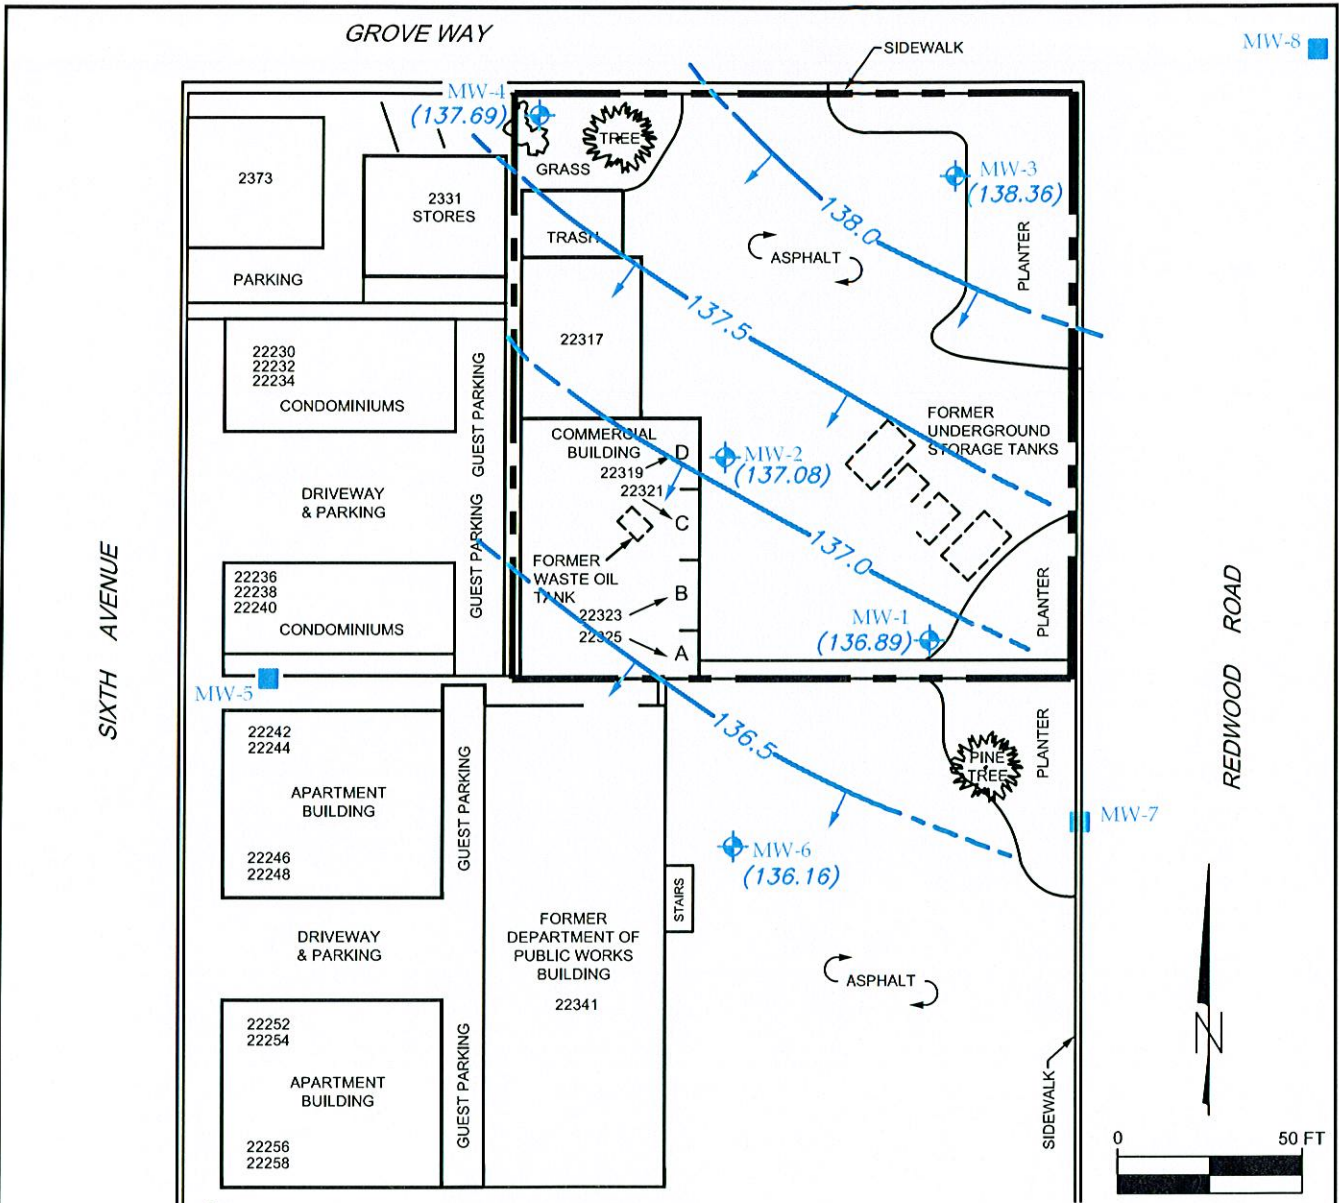 GROVE WAY
SIDEWALK
MW-8
MW-4
(137.69)
TREE
GRASS
MW-3
(138.36)
2373
2331
STORES
TRASH
138.0
ASPHALT
PLANTER
PARKING
137.5
22317
22230
22232
22234
CONDOMINIUMS
GUEST PARKING
FORMER
UNDERGROUND
STORAGE TANKS
COMMERCIAL
BUILDING
D
22319
MW-2
(137.08)
22321
C
DRIVEWAY
& PARKING
GUEST PARKING
137.0
FORMER
WASTE OIL
TANK
B
22323
22325
A
MW-1
(136.89)
PLANTER
22236
22238
22240
CONDOMINIUMS
SIXTH AVENUE
REDWOOD ROAD
MW-5
136.5
PLANTER
PINE
TREE
22242
22244
APARTMENT
BUILDING
22246
22248
GUEST PARKING
MW-7
MW-6
(136.16)
STAIRS
DRIVEWAY
& PARKING
FORMER
DEPARTMENT OF
PUBLIC WORKS
BUILDING
22341
ASPHALT
22252
22254
APARTMENT
BUILDING
22256
22258
GUEST PARKING
SIDEWALK
N
0 50 FT